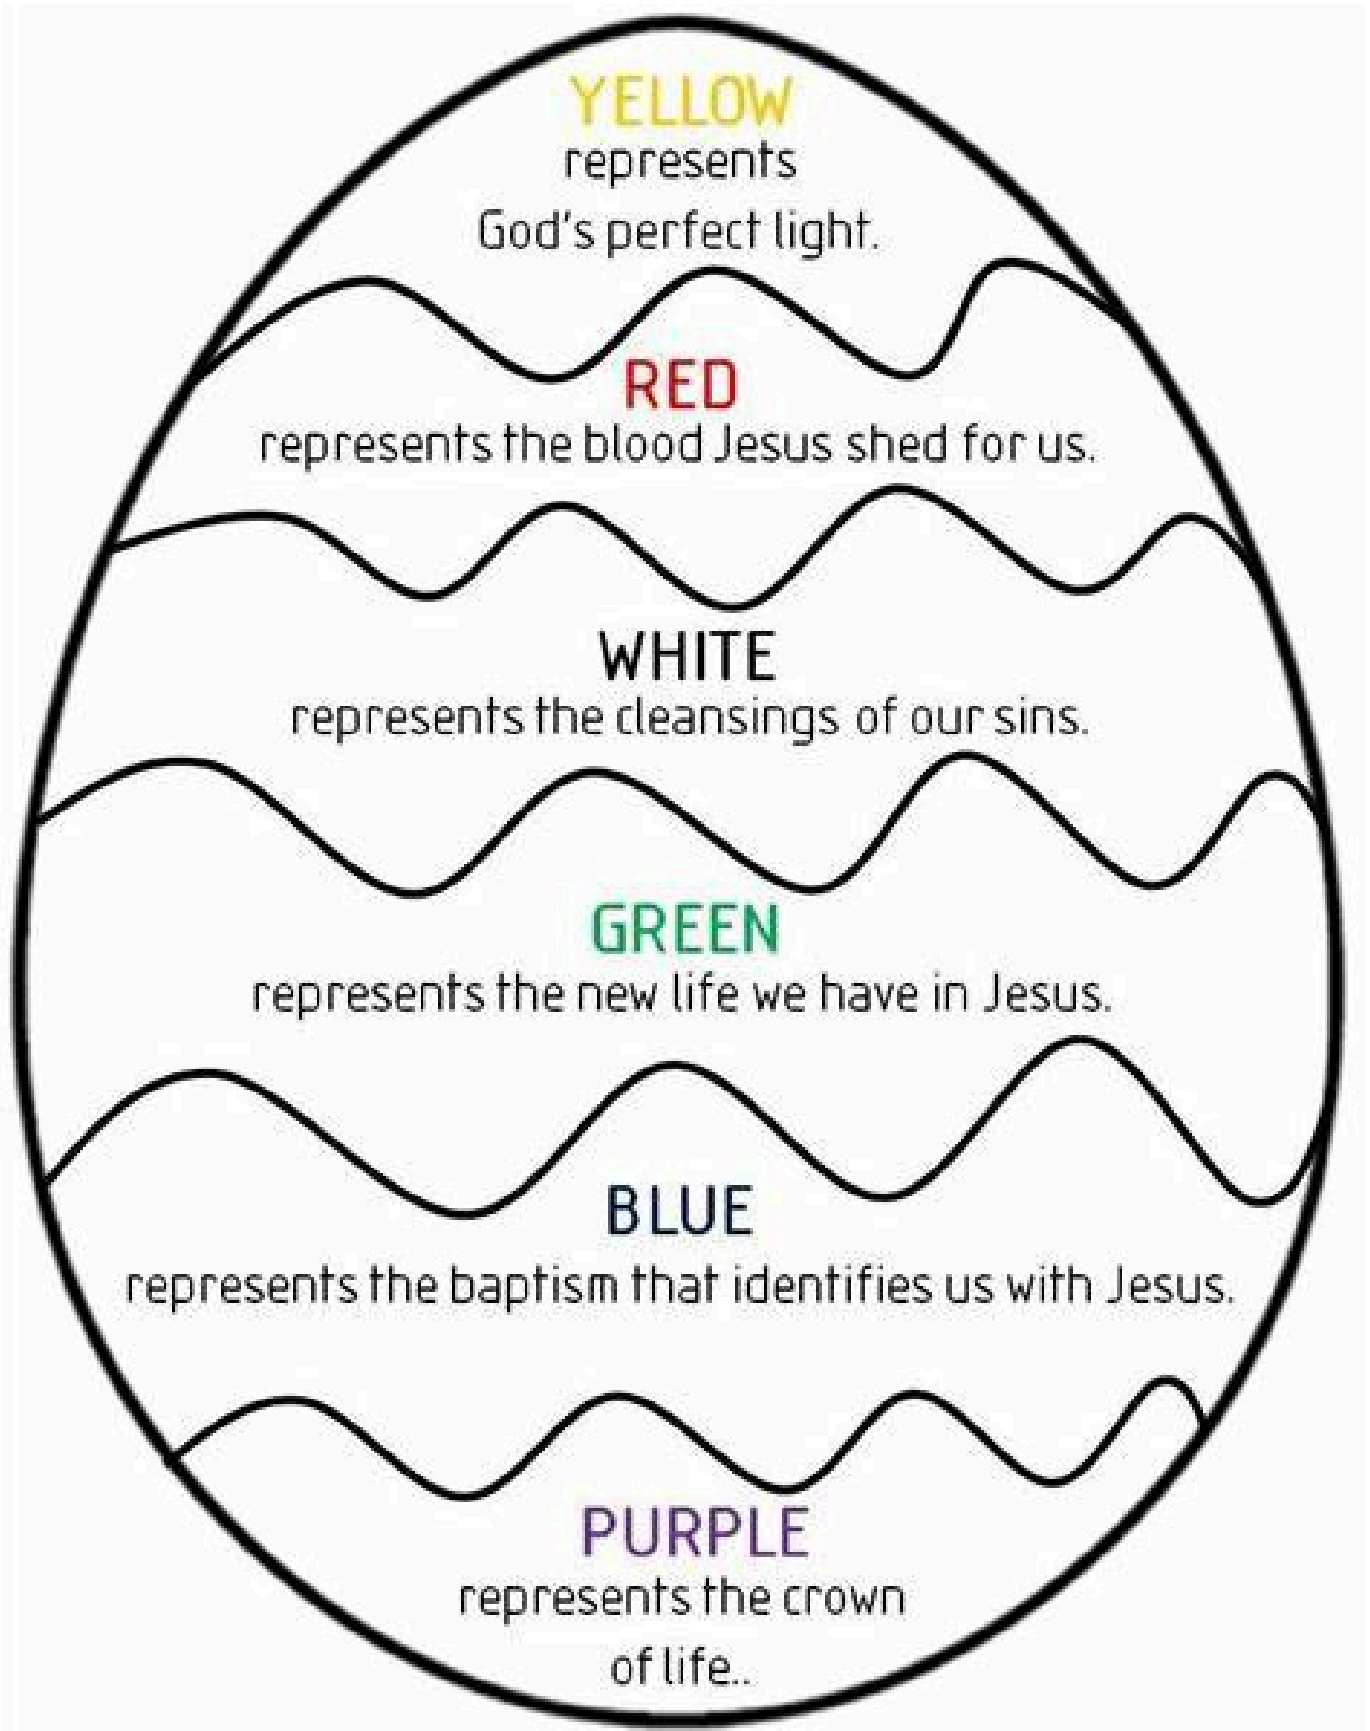 YELLOW
represents
God's perfect light.
RED
represents the blood Jesus shed for us.
WHITE
represents the cleansings of our sins.
GREEN
represents the new life we have in Jesus.
BLUE
represents the baptism that identifies us with Jesus.
PURPLE
represents the crown
of life..